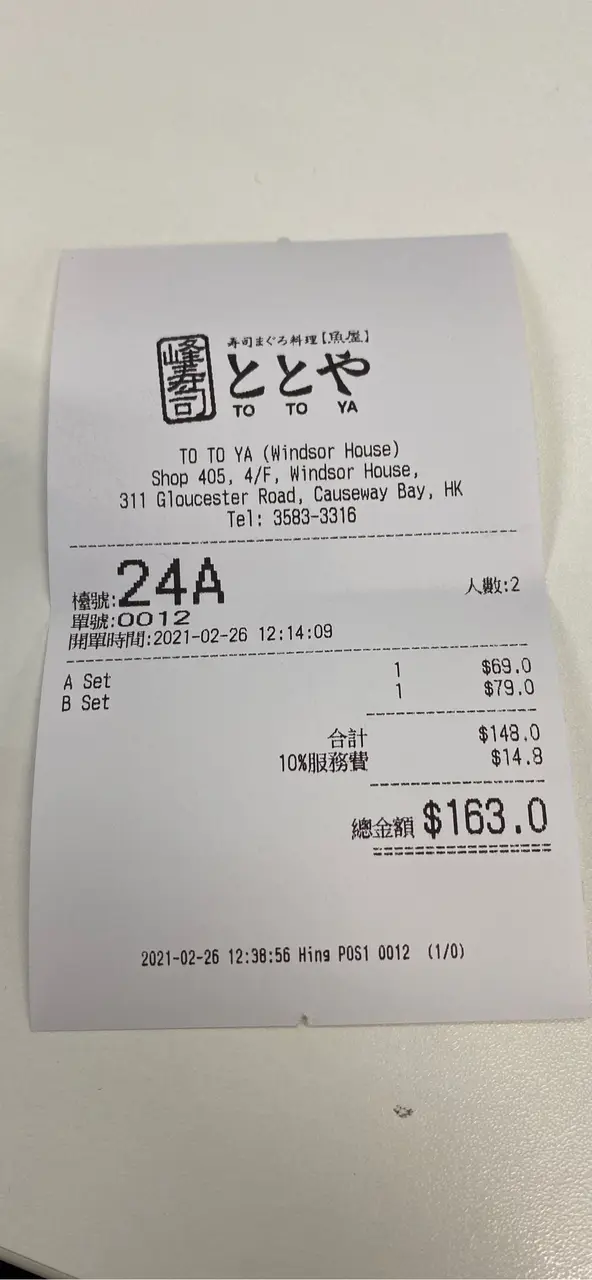 峰寿司
寿司まぐろ料理【魚屋】
ととや
TO TO YA
TO TO YA (Windsor House)
Shop 405, 4/F, Windsor House,
311 Gloucester Road, Causeway Bay, HK
Tel: 3583-3316
檯號:24A 人數:2
單號:0012
開單時間:2021-02-26 12:14:09
A Set 1 $69.0
B Set 1 $79.0
合計 $148.0
10%服務費 $14.8
總金額 $163.0
2021-02-26 12:38:56 Hing POS1 0012 (1/0)